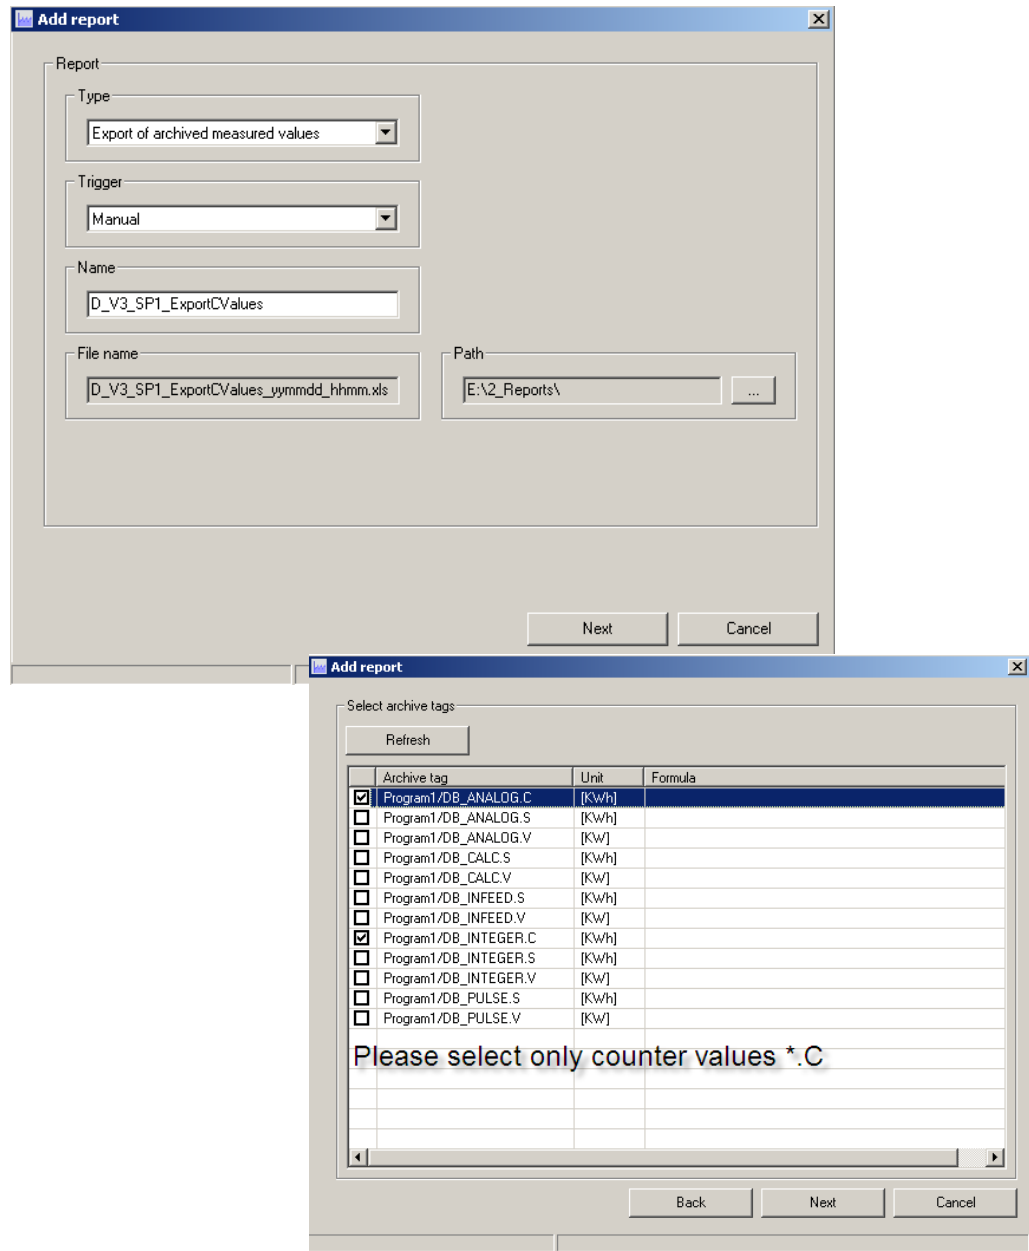 Add report
Report
Type
Export of archived measured values
Trigger
Manual
Name
D_V3_SP1_ExportCValues
File name
D_V3_SP1_ExportCValues_yymmdd_hhmm.xls
Path
E:\2_Reports\
...
Next Cancel
Add report
Select archive tags
Refresh
Archive tag Unit Formula
Program1/DB_ANALOG.C [KWh]
Program1/DB_ANALOG.S [KWh]
Program1/DB_ANALOG.V [KW]
Program1/DB_CALC.S [KWh]
Program1/DB_CALC.V [KW]
Program1/DB_INFEED.S [KWh]
Program1/DB_INFEED.V [KW]
Program1/DB_INTEGER.C [KWh]
Program1/DB_INTEGER.S [KWh]
Program1/DB_INTEGER.V [KW]
Program1/DB_PULSE.S [KWh]
Program1/DB_PULSE.V [KW]
Please select only counter values *.C
Back Next Cancel